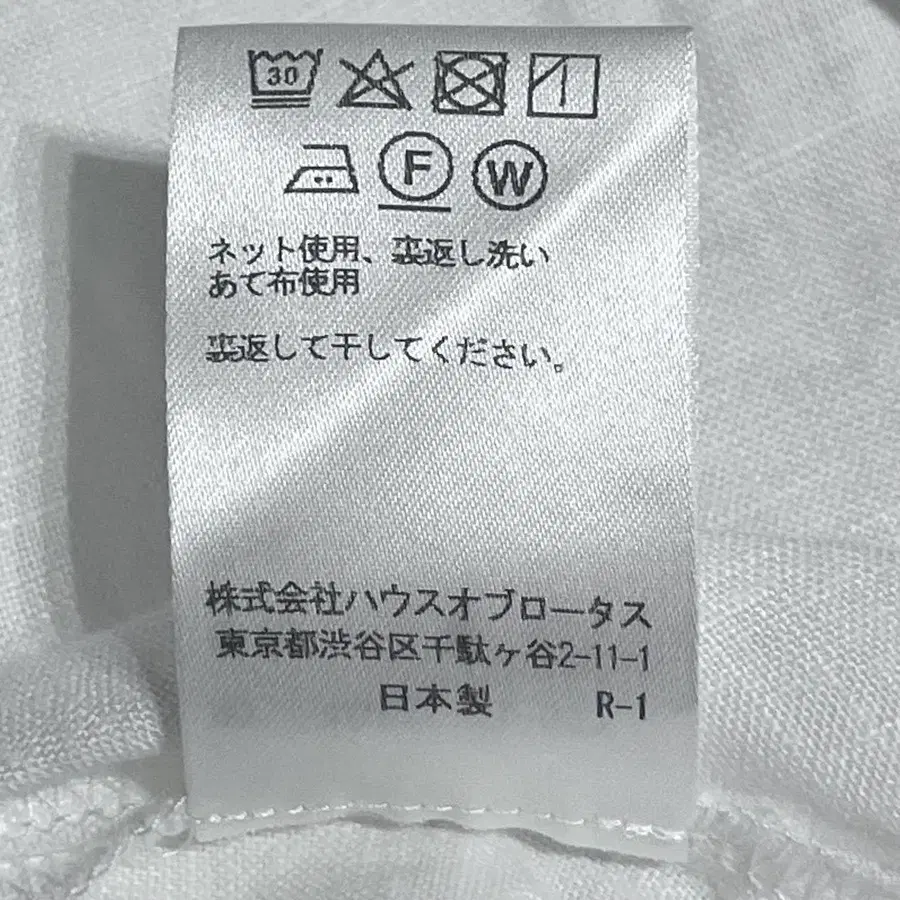 30
F W
ネット使用、裏返し洗い
あて布使用
裏返して干してください。
株式会社ハウスオブロータス
東京都渋谷区千駄ヶ谷2-11-1
日本製 R-1